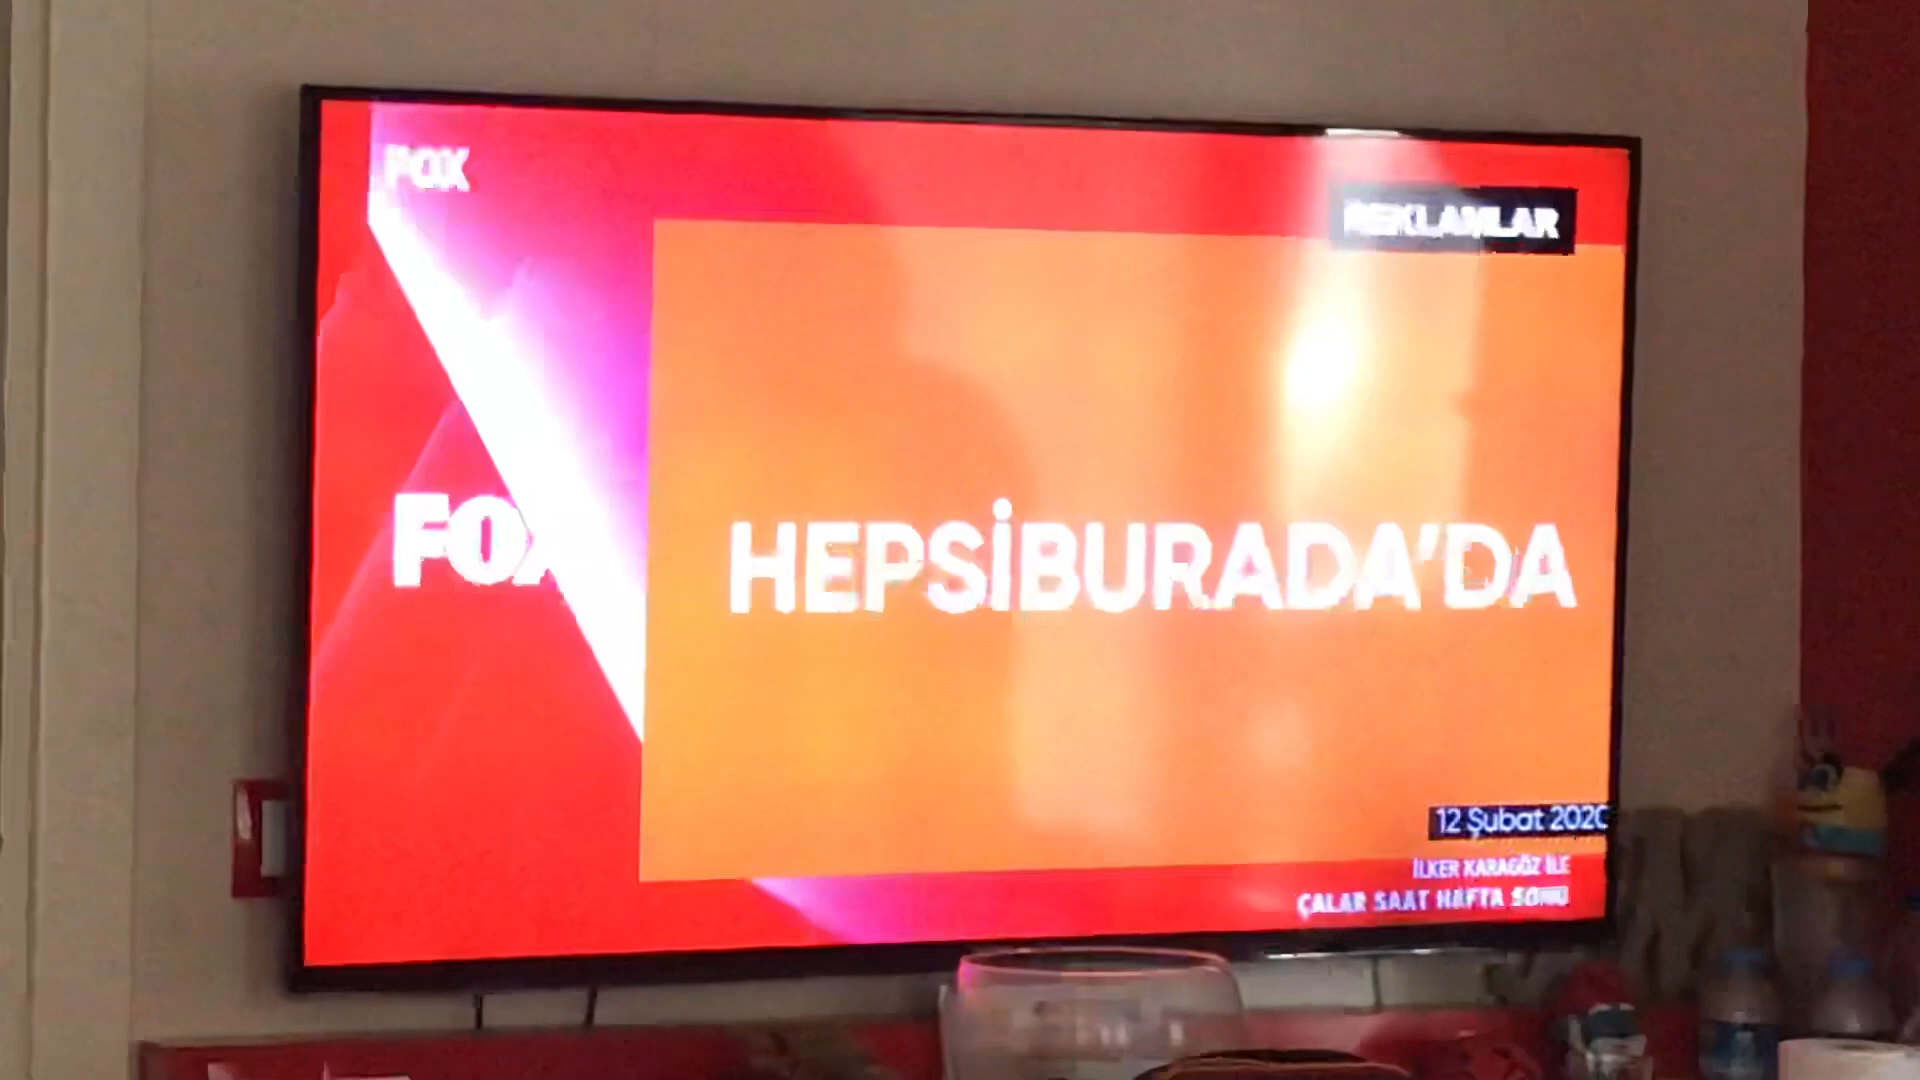 FOX
REKLAMLAR
FOX
HEPSİBURADA'DA
12 Şubat 2020
İLKER KARAGÖZ İLE
ÇALAR SAAT HAFTA SONU